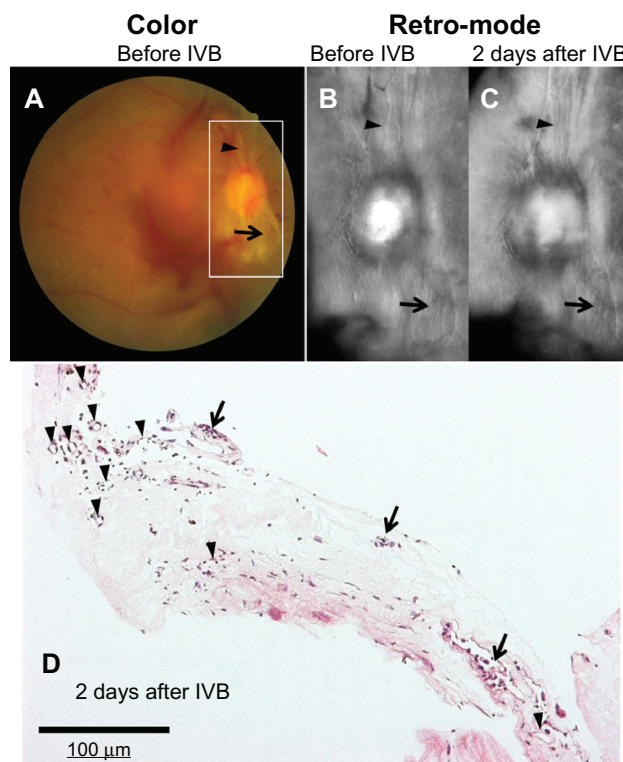 Color Retro-mode
Before IVB Before IVB 2 days after IVB
A B C
D
2 days after IVB
100 µm